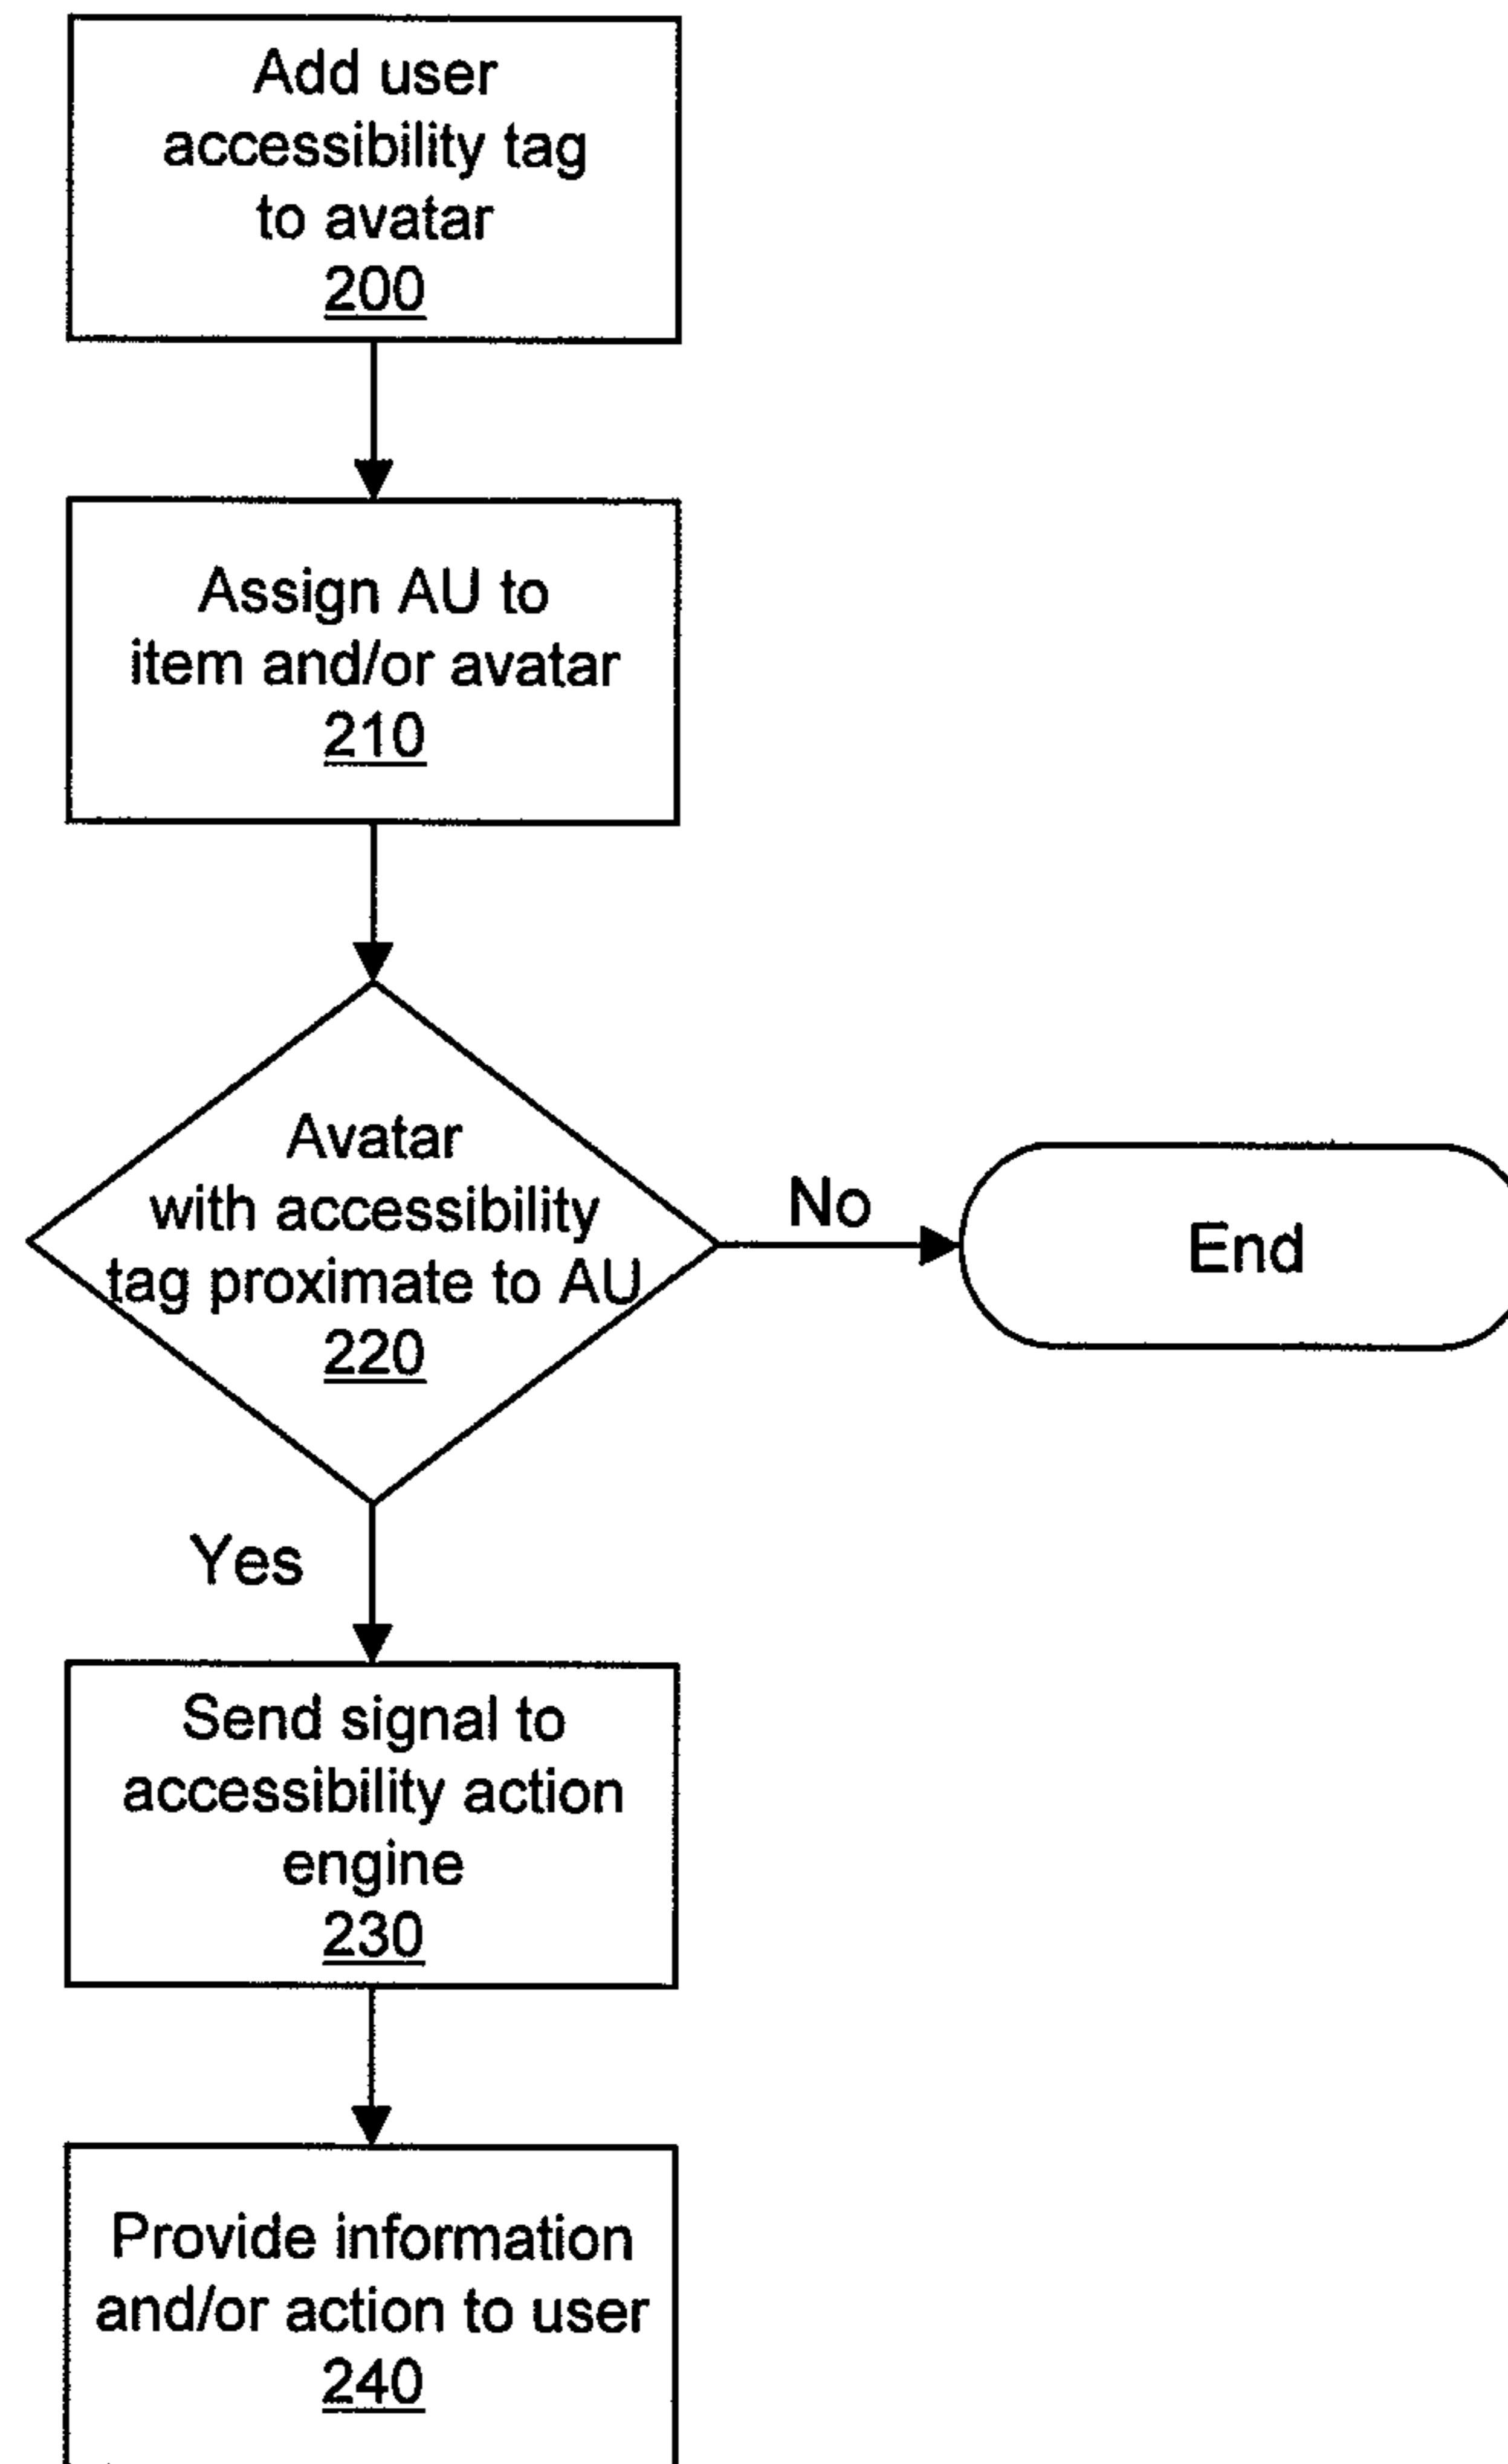 Add user
accessibility tag
to avatar
200
Assign AU to
item and/or avatar
210
Avatar
with accessibility
tag proximate to AU
220
No
End
Yes
Send signal to
accessibility action
engine
230
Provide information
and/or action to user
240